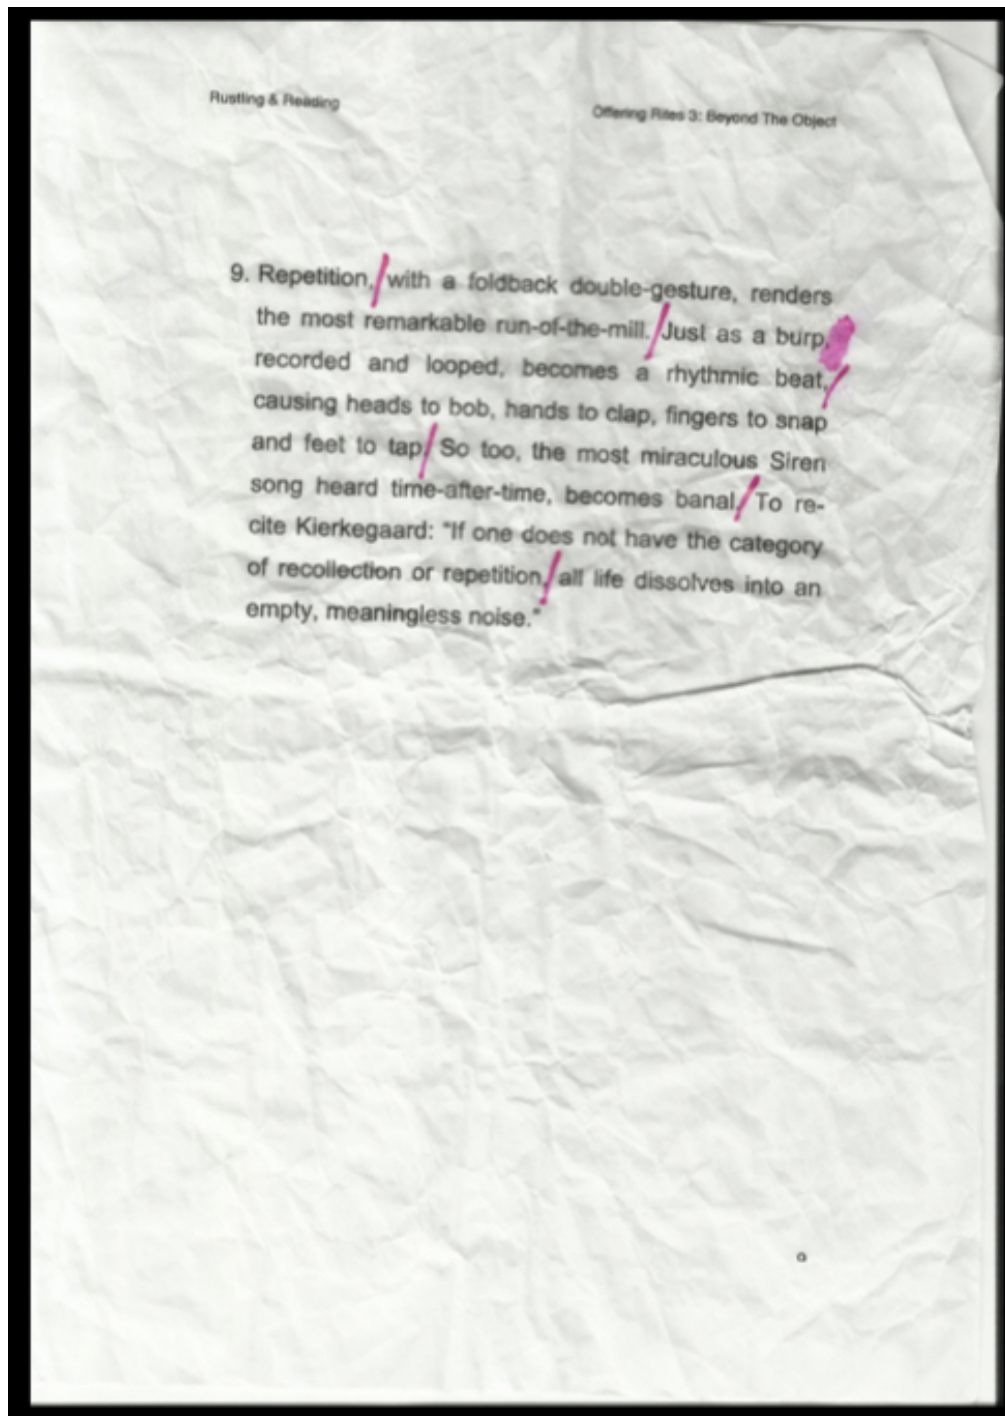 Rustling & Reading
Offering Rites 3: Beyond The Object
9. Repetition, with a foldback double-gesture, renders
the most remarkable run-of-the-mill. Just as a burp,
recorded and looped, becomes a rhythmic beat,
causing heads to bob, hands to clap, fingers to snap
and feet to tap. So too, the most miraculous Siren
song heard time-after-time, becomes banal. To re-
cite Kierkegaard: "If one does not have the category
of recollection or repetition, all life dissolves into an
empty, meaningless noise."
9